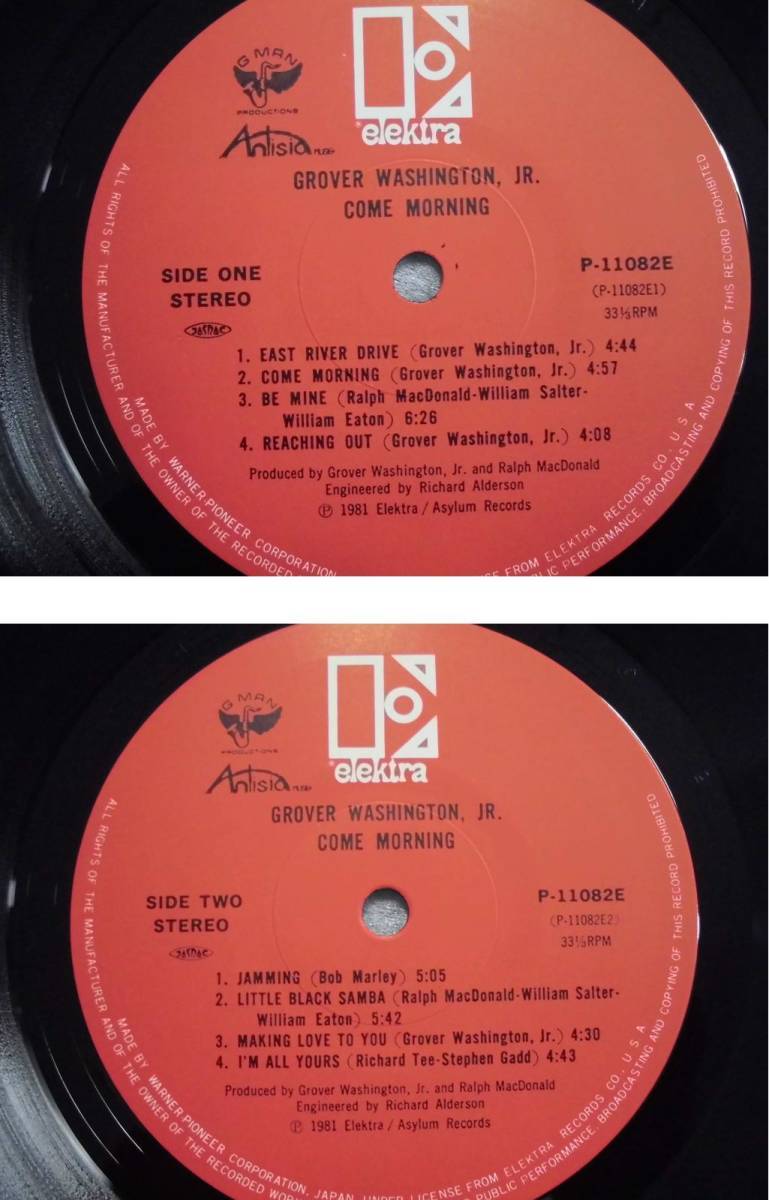 G MAN
PRODUCTIONS
elektra
Antisia MUSIC
GROVER WASHINGTON, JR.
COME MORNING
SIDE ONE
STEREO
JASRAC
P-11082E
(P-11082E1)
33⅓RPM
1. EAST RIVER DRIVE (Grover Washington, Jr.) 4:44
2. COME MORNING (Grover Washington, Jr.) 4:57
3. BE MINE (Ralph MacDonald-William Salter-
William Eaton) 6:26
4. REACHING OUT (Grover Washington, Jr.) 4:08
Produced by Grover Washington, Jr. and Ralph MacDonald
Engineered by Richard Alderson
Ⓟ 1981 Elektra / Asylum Records
ALL RIGHTS OF THE MANUFACTURER AND OF THE OWNER OF THE RECORDED
MADE BY WARNER-PIONEER CORPORATION,
FROM ELEKTRA RECORDS CO., U S A
PUBLIC PERFORMANCE, BROADCASTING AND COPYING OF THIS RECORD PROHIBITED
G MAN
PRODUCTIONS
elektra
Antisia MUSIC
GROVER WASHINGTON, JR.
COME MORNING
SIDE TWO
STEREO
JASRAC
P-11082E
(P-11082E2)
33⅓RPM
1. JAMMING (Bob Marley) 5:05
2. LITTLE BLACK SAMBA (Ralph MacDonald-William Salter-
William Eaton) 5:42
3. MAKING LOVE TO YOU (Grover Washington, Jr.) 4:30
4. I'M ALL YOURS (Richard Tee-Stephen Gadd) 4:43
Produced by Grover Washington, Jr. and Ralph MacDonald
Engineered by Richard Alderson
Ⓟ 1981 Elektra / Asylum Records
ALL RIGHTS OF THE MANUFACTURER AND OF THE OWNER OF THE RECORDED
MADE BY WARNER-PIONEER CORPORATION, JAPAN, UNDER LICENSE FROM ELEKTRA RECORDS CO., U S A
PUBLIC PERFORMANCE, BROADCASTING AND COPYING OF THIS RECORD PROHIBITED